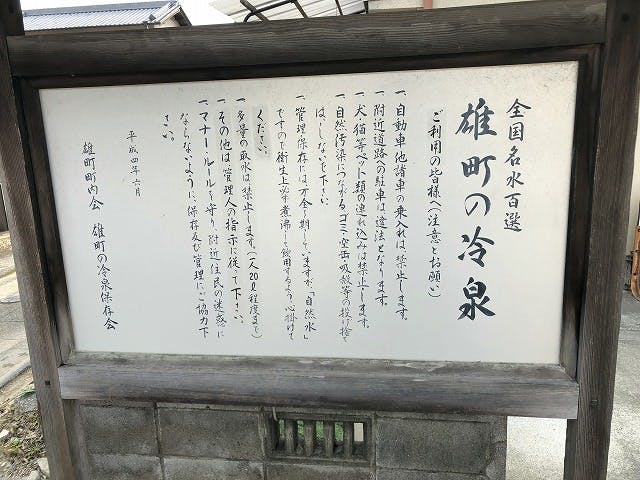 全国名水百選
雄町の冷泉
(ご利用の皆様へ注意とお願い)
一、自動車他諸車の乗入れは、禁止します。
一、附近道路への駐車は違法となります。
一、犬・猫等ペット類の連れ込みは禁止します。
一、自然汚染につながるゴミ・空缶・吸殻等の投げ捨て
は、しないで下さい。
一、管理保存には万全を期していますが、「自然水」
ですので衛生上必ず煮沸して飲用するよう、心掛けて
ください。
一、多量の取水は禁止します。(一人20ℓ程度まで)
一、その他は管理人の指示に従って下さい。
一、マナー・ルールを守り、附近住民の迷惑に
ならないように、保存及び管理にご協力下
さい。
平成四年六月
雄町町内会 雄町の冷泉保存会